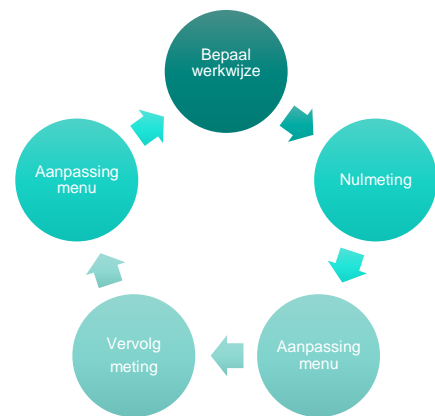 Bepaal
werkwijze
Nulmeting
Aanpassing
menu
Vervolg
meting
Aanpassing
menu